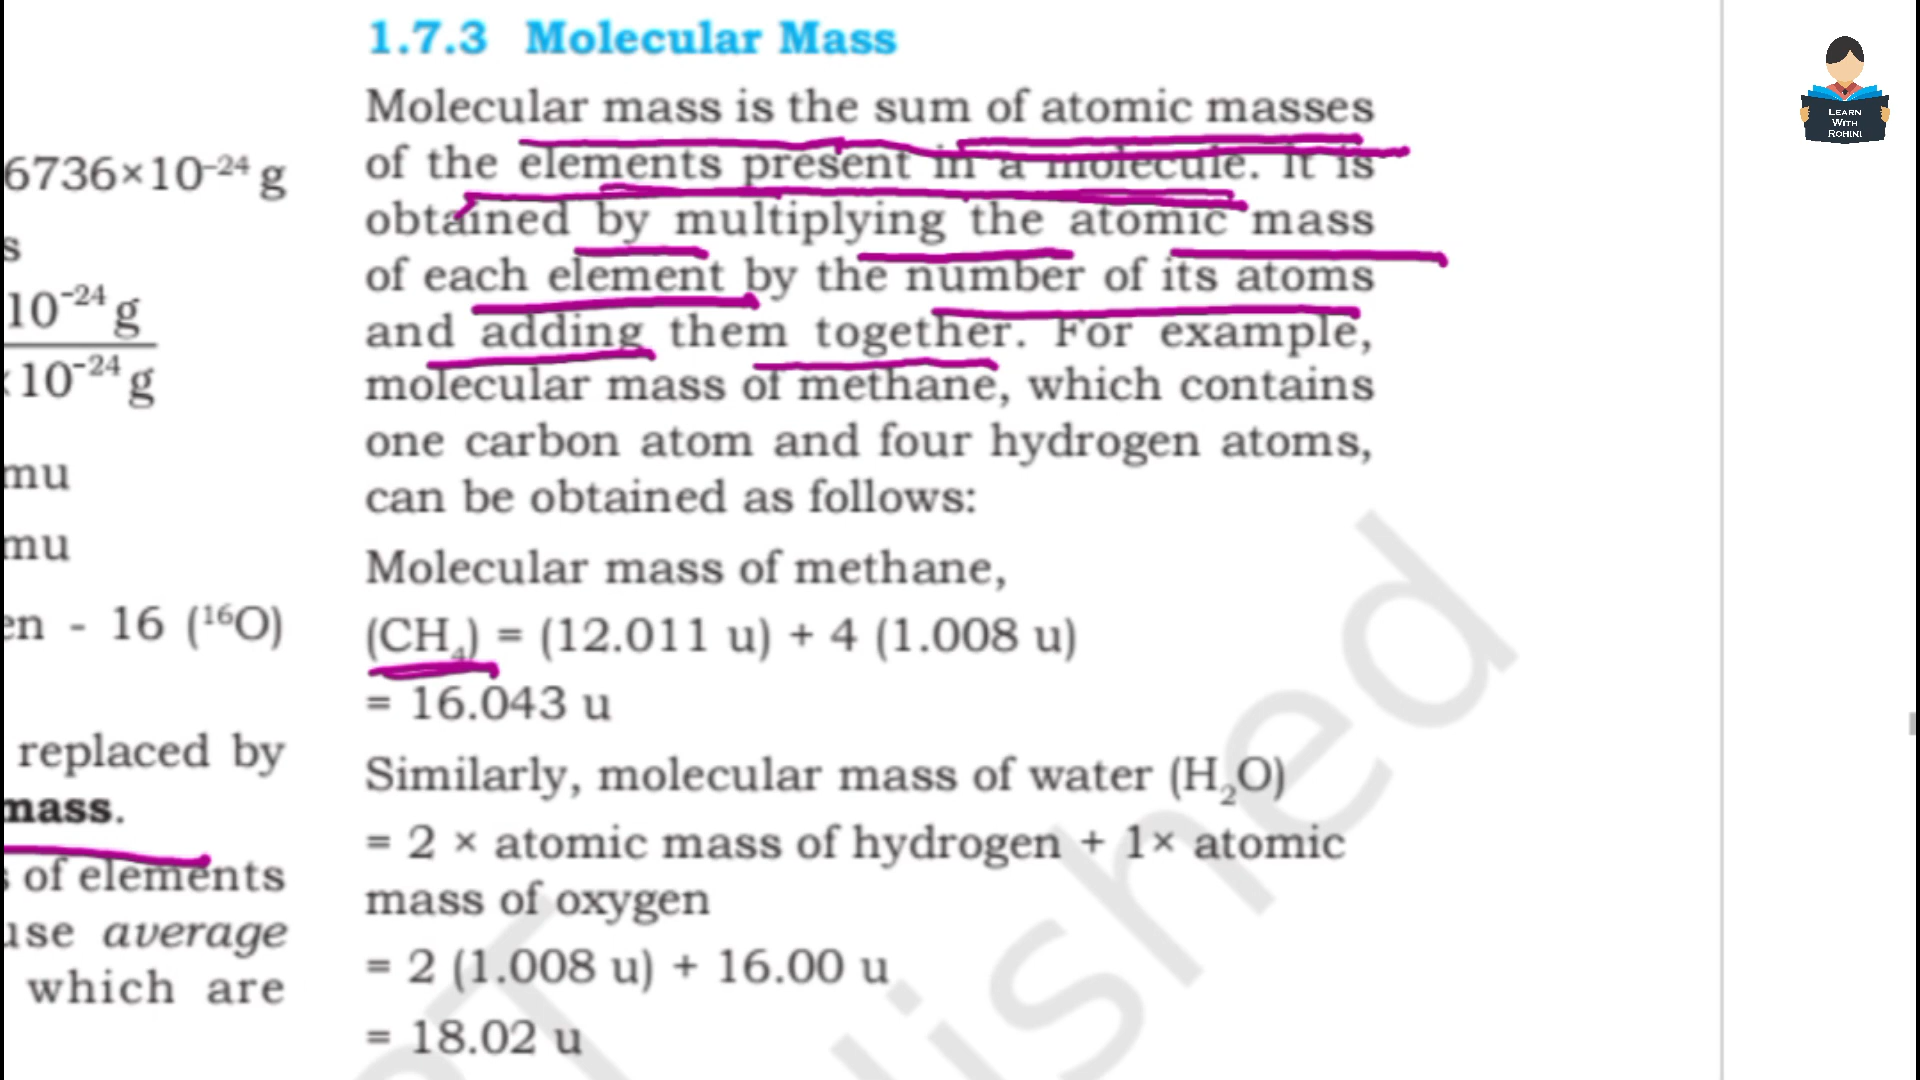 6736×10⁻²⁴ g
s
10⁻²⁴ g
×10⁻²⁴ g
mu
mu
en - 16 (¹⁶O)
replaced by
mass.
s of elements
use average
which are
1.7.3 Molecular Mass
Molecular mass is the sum of atomic masses
of the elements present in a molecule. It is
obtained by multiplying the atomic mass
of each element by the number of its atoms
and adding them together. For example,
molecular mass of methane, which contains
one carbon atom and four hydrogen atoms,
can be obtained as follows:
Molecular mass of methane,
(CH₄) = (12.011 u) + 4 (1.008 u)
= 16.043 u
Similarly, molecular mass of water (H₂O)
= 2 × atomic mass of hydrogen + 1× atomic
mass of oxygen
= 2 (1.008 u) + 16.00 u
= 18.02 u
LEARN
WITH
ROHINI